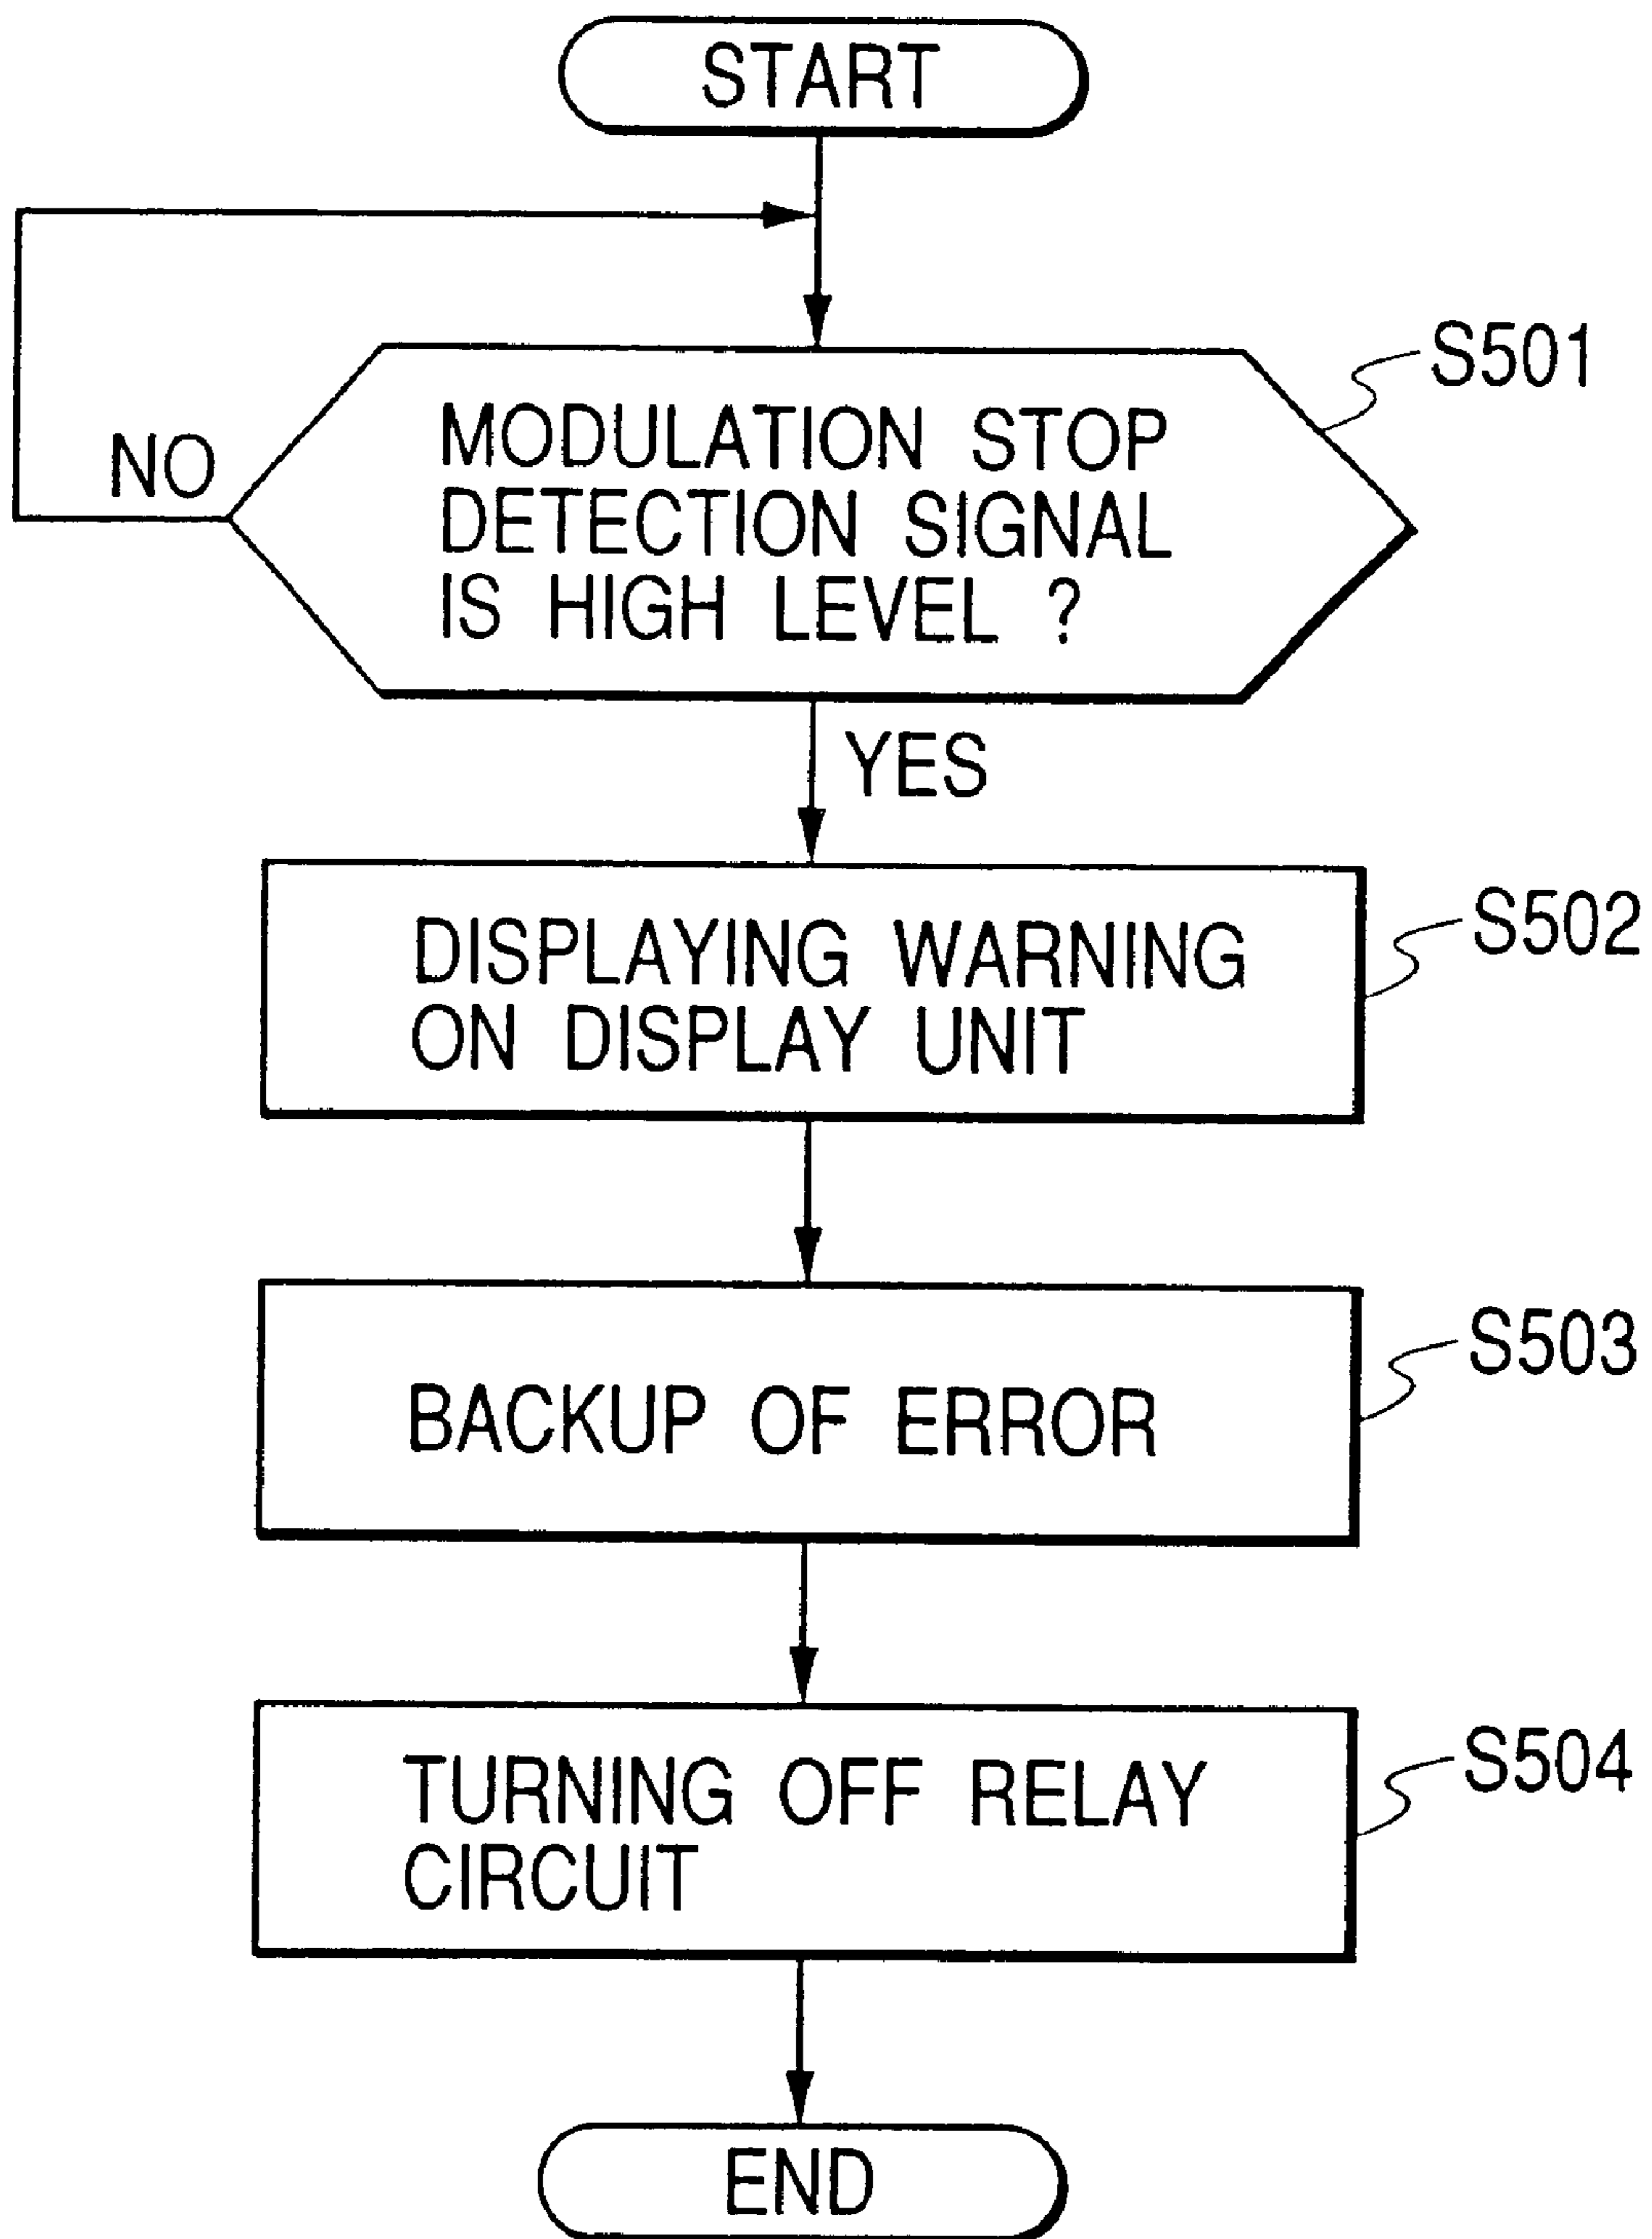 START
S501
NO
MODULATION STOP
DETECTION SIGNAL
IS HIGH LEVEL ?
YES
S502
DISPLAYING WARNING
ON DISPLAY UNIT
S503
BACKUP OF ERROR
S504
TURNING OFF RELAY
CIRCUIT
END